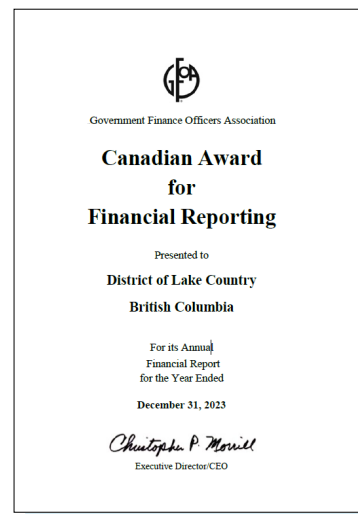 GFOA
Government Finance Officers Association
Canadian Award
for
Financial Reporting
Presented to
District of Lake Country
British Columbia
For its Annual
Financial Report
for the Year Ended
December 31, 2023
Christopher P. Morrill
Executive Director/CEO